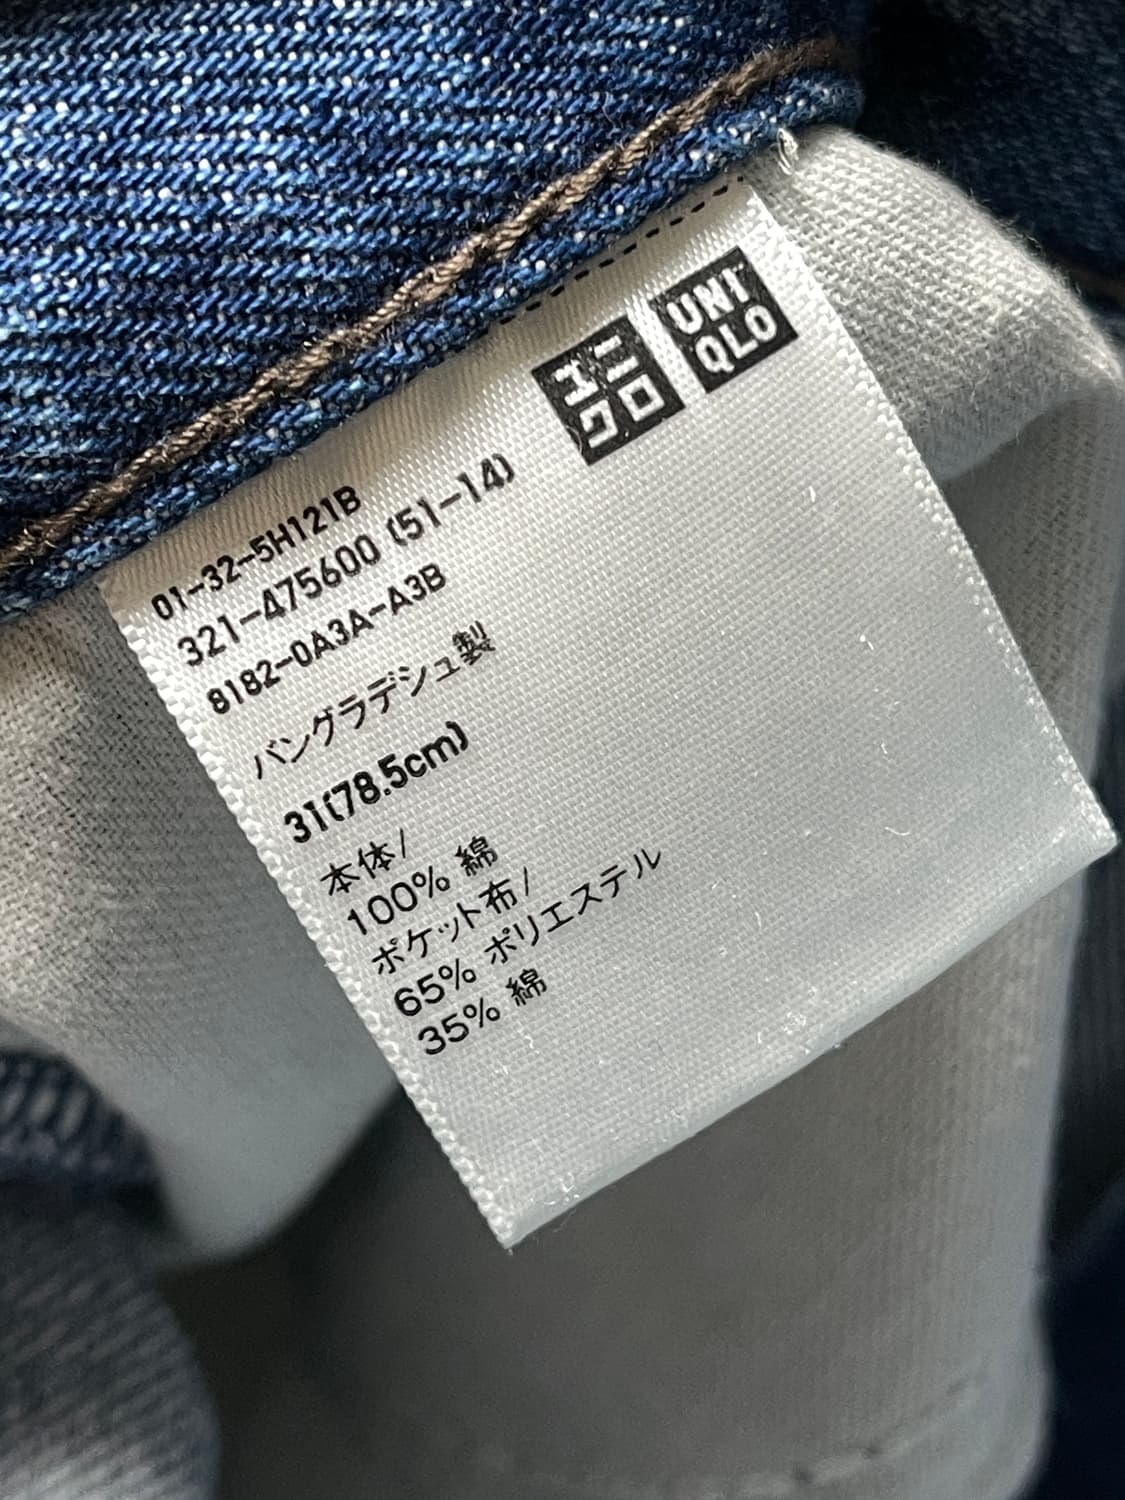 ユニクロ
UNIQLO
01-32-5H121B
321-475600 (51-14)
8182-0A3A-A3B
バングラデシュ製
31(78.5cm)
本体/
100% 綿
ポケット布/
65% ポリエステル
35% 綿